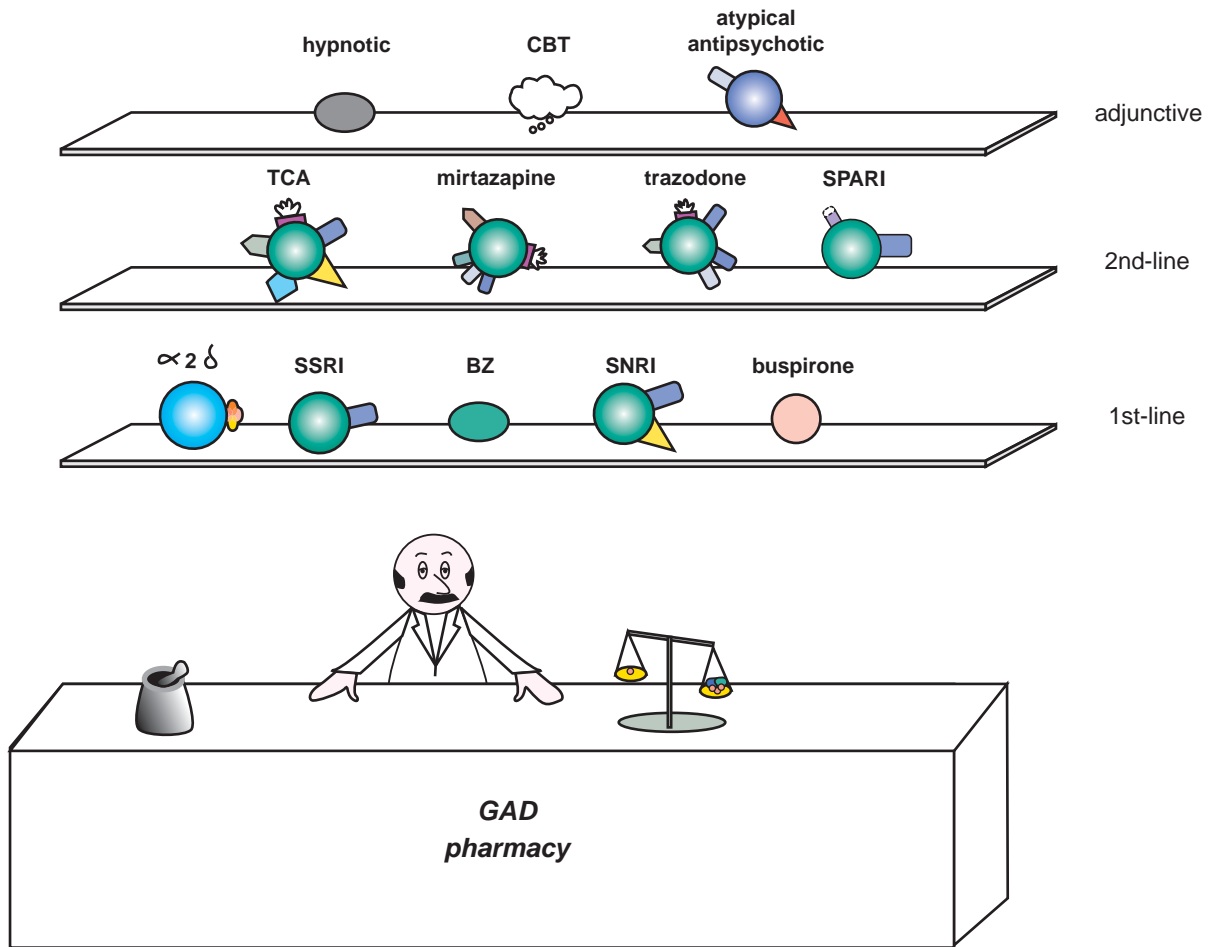 hypnotic
CBT
atypical
antipsychotic
adjunctive
TCA
mirtazapine
trazodone
SPARI
2nd-line
∝ 2 δ
SSRI
BZ
SNRI
buspirone
1st-line
GAD
pharmacy